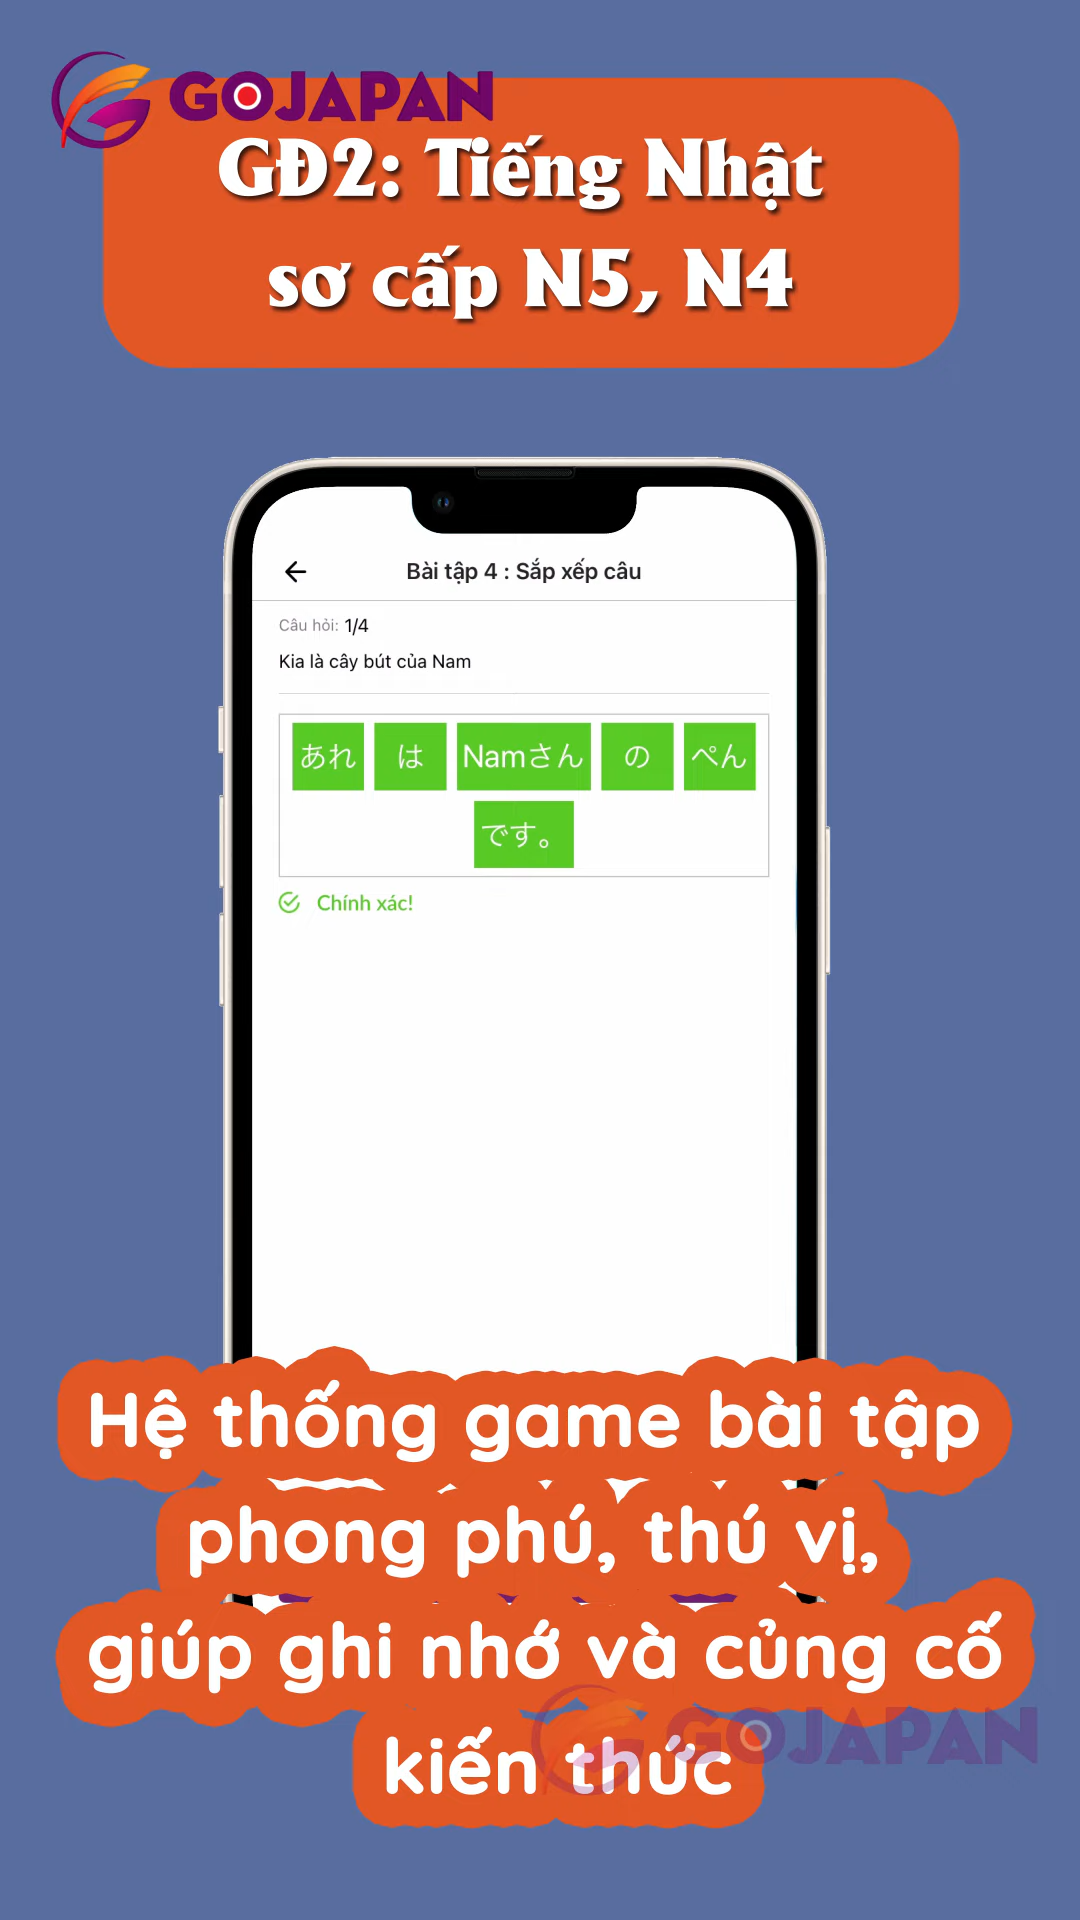 GOJAPAN
GĐ2: Tiếng Nhật
sơ cấp N5, N4
Bài tập 4 : Sắp xếp câu
Câu hỏi: 1/4
Kia là cây bút của Nam
あれ は Namさん の ぺん
です。
Chính xác!
Hệ thống game bài tập
phong phú, thú vị,
giúp ghi nhớ và củng cố
kiến thức
GOJAPAN